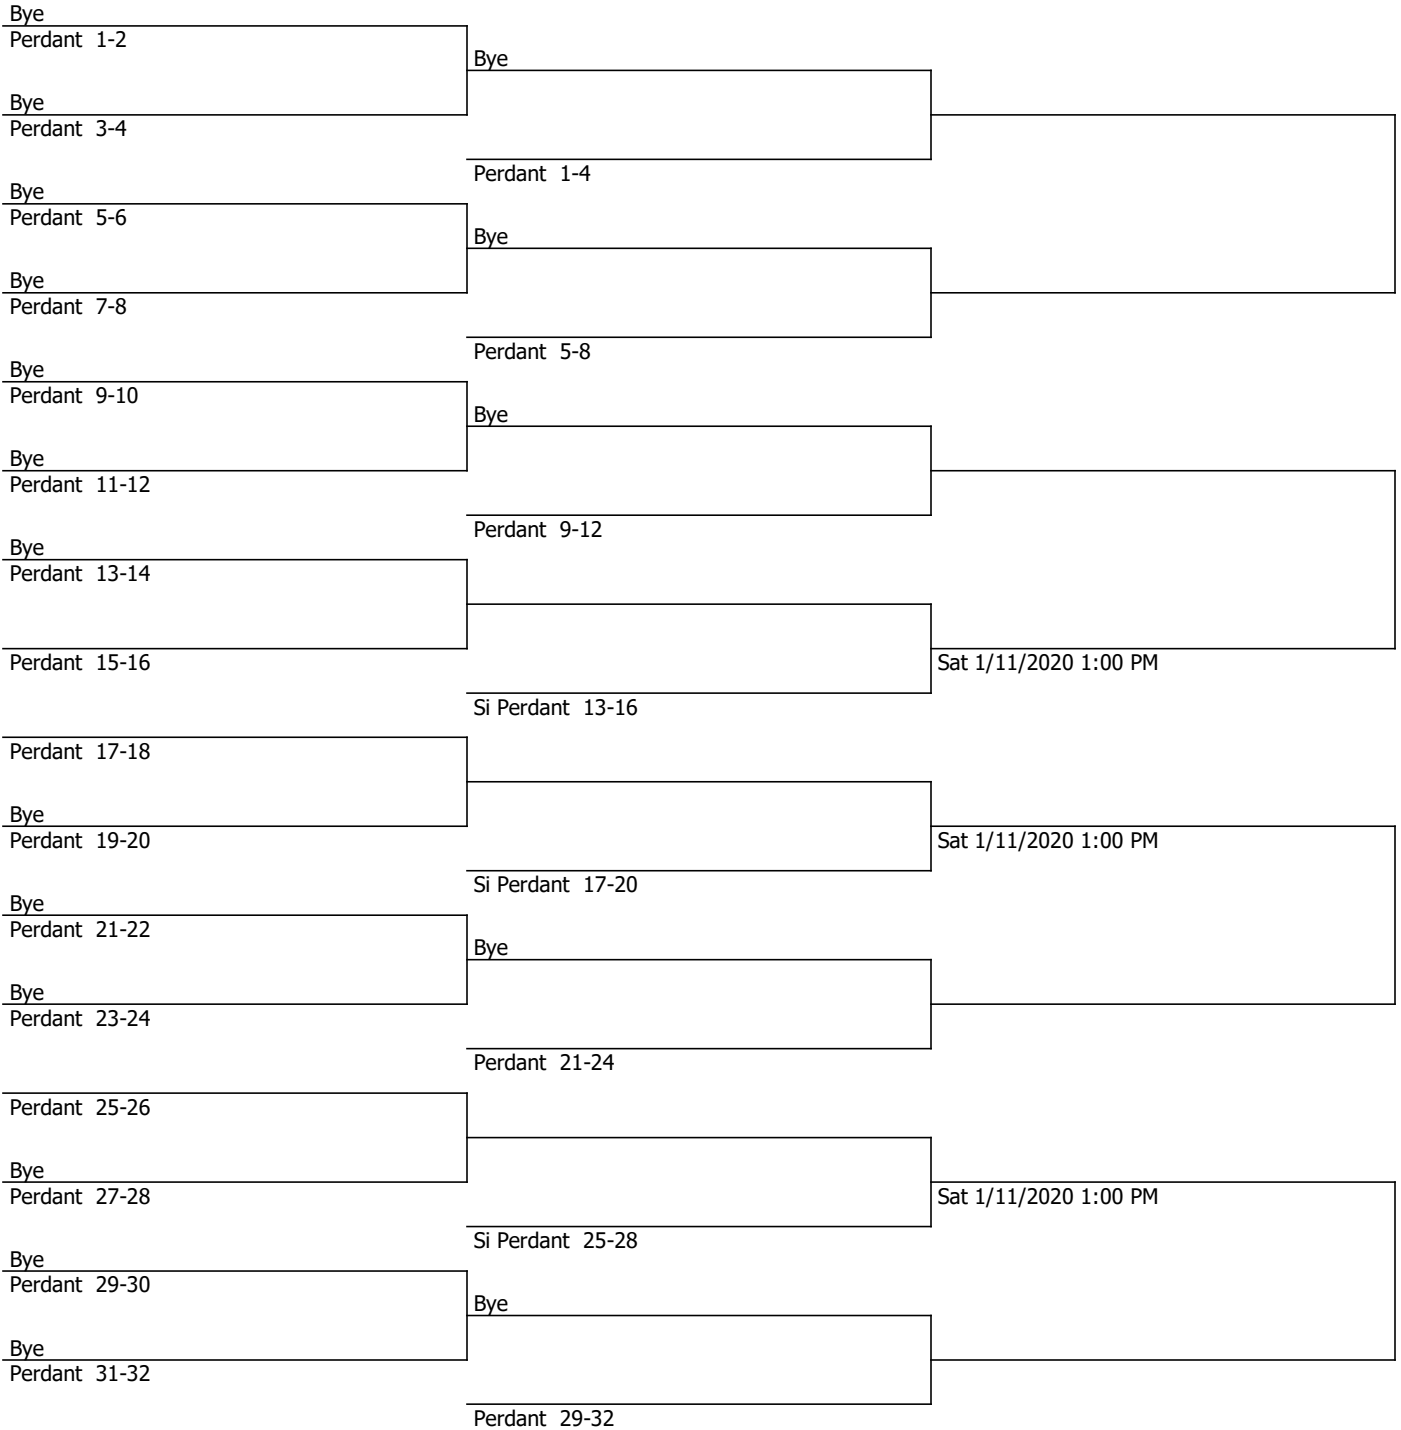 Bye
Perdant 1-2
Bye
Bye
Perdant 3-4
Perdant 1-4
Bye
Perdant 5-6
Bye
Bye
Perdant 7-8
Perdant 5-8
Bye
Perdant 9-10
Bye
Bye
Perdant 11-12
Perdant 9-12
Bye
Perdant 13-14
Perdant 15-16
Sat 1/11/2020 1:00 PM
Si Perdant 13-16
Perdant 17-18
Bye
Perdant 19-20
Sat 1/11/2020 1:00 PM
Si Perdant 17-20
Bye
Perdant 21-22
Bye
Bye
Perdant 23-24
Perdant 21-24
Perdant 25-26
Bye
Perdant 27-28
Sat 1/11/2020 1:00 PM
Si Perdant 25-28
Bye
Perdant 29-30
Bye
Bye
Perdant 31-32
Perdant 29-32